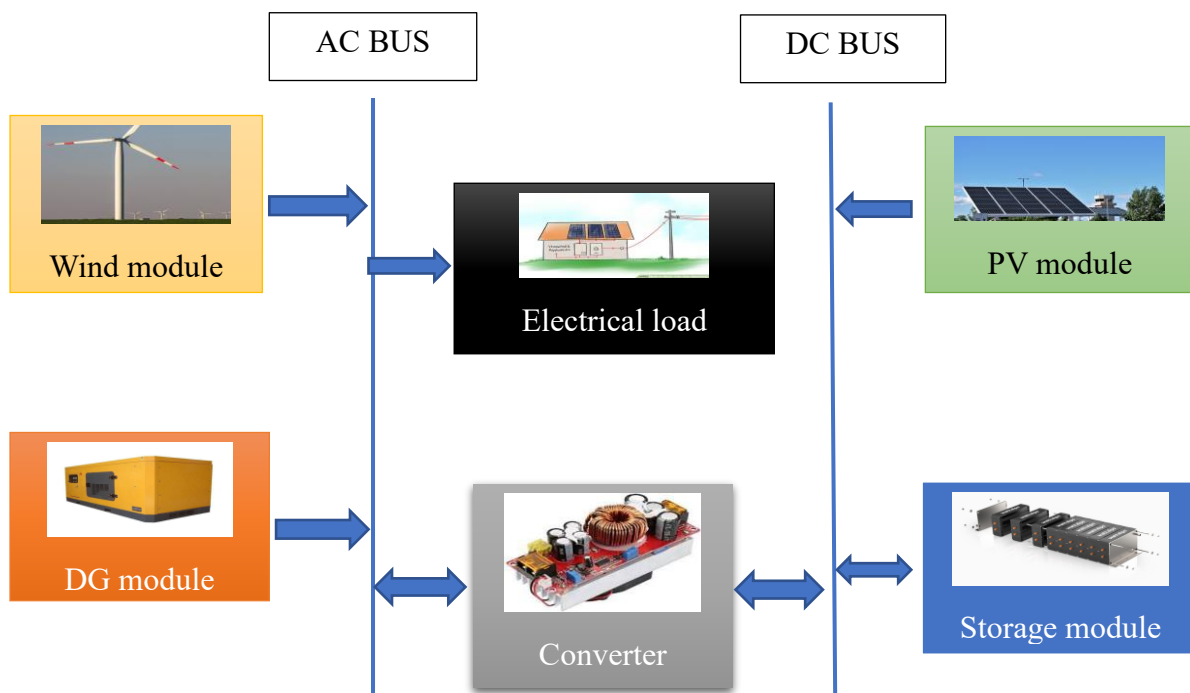 AC BUS
DC BUS
Wind module
Electrical load
PV module
DG module
Converter
Storage module